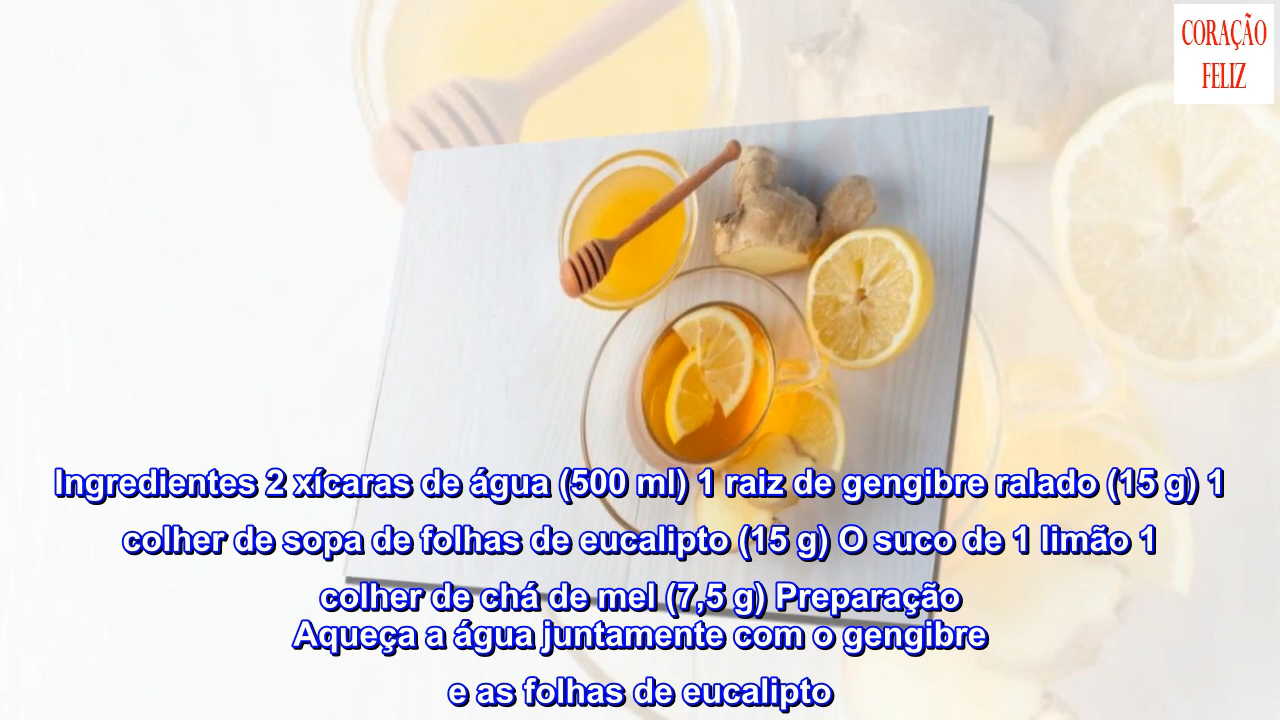 CORAÇÃO
FELIZ
Ingredientes 2 xícaras de água (500 ml) 1 raiz de gengibre ralado (15 g) 1
colher de sopa de folhas de eucalipto (15 g) O suco de 1 limão 1
colher de chá de mel (7,5 g) Preparação
Aqueça a água juntamente com o gengibre
e as folhas de eucalipto